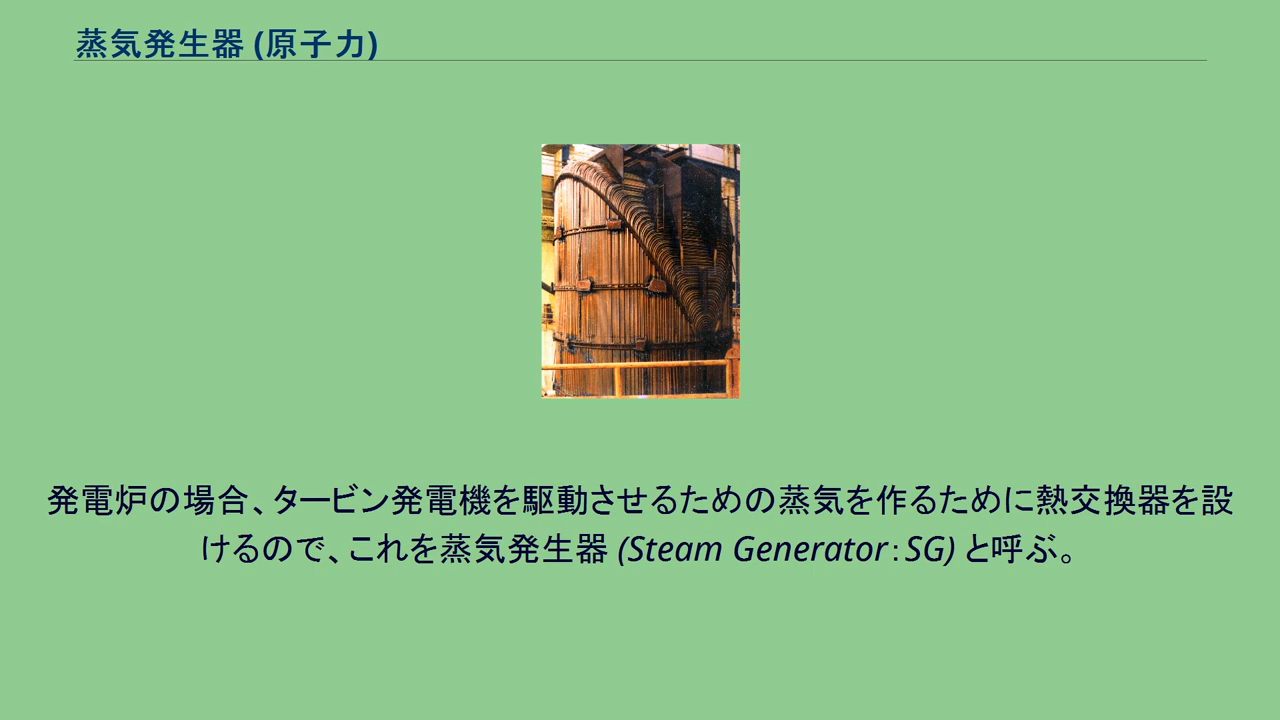 蒸気発生器 (原子力)
発電炉の場合、タービン発電機を駆動させるための蒸気を作るために熱交換器を設
けるので、これを蒸気発生器 (Steam Generator：SG) と呼ぶ。